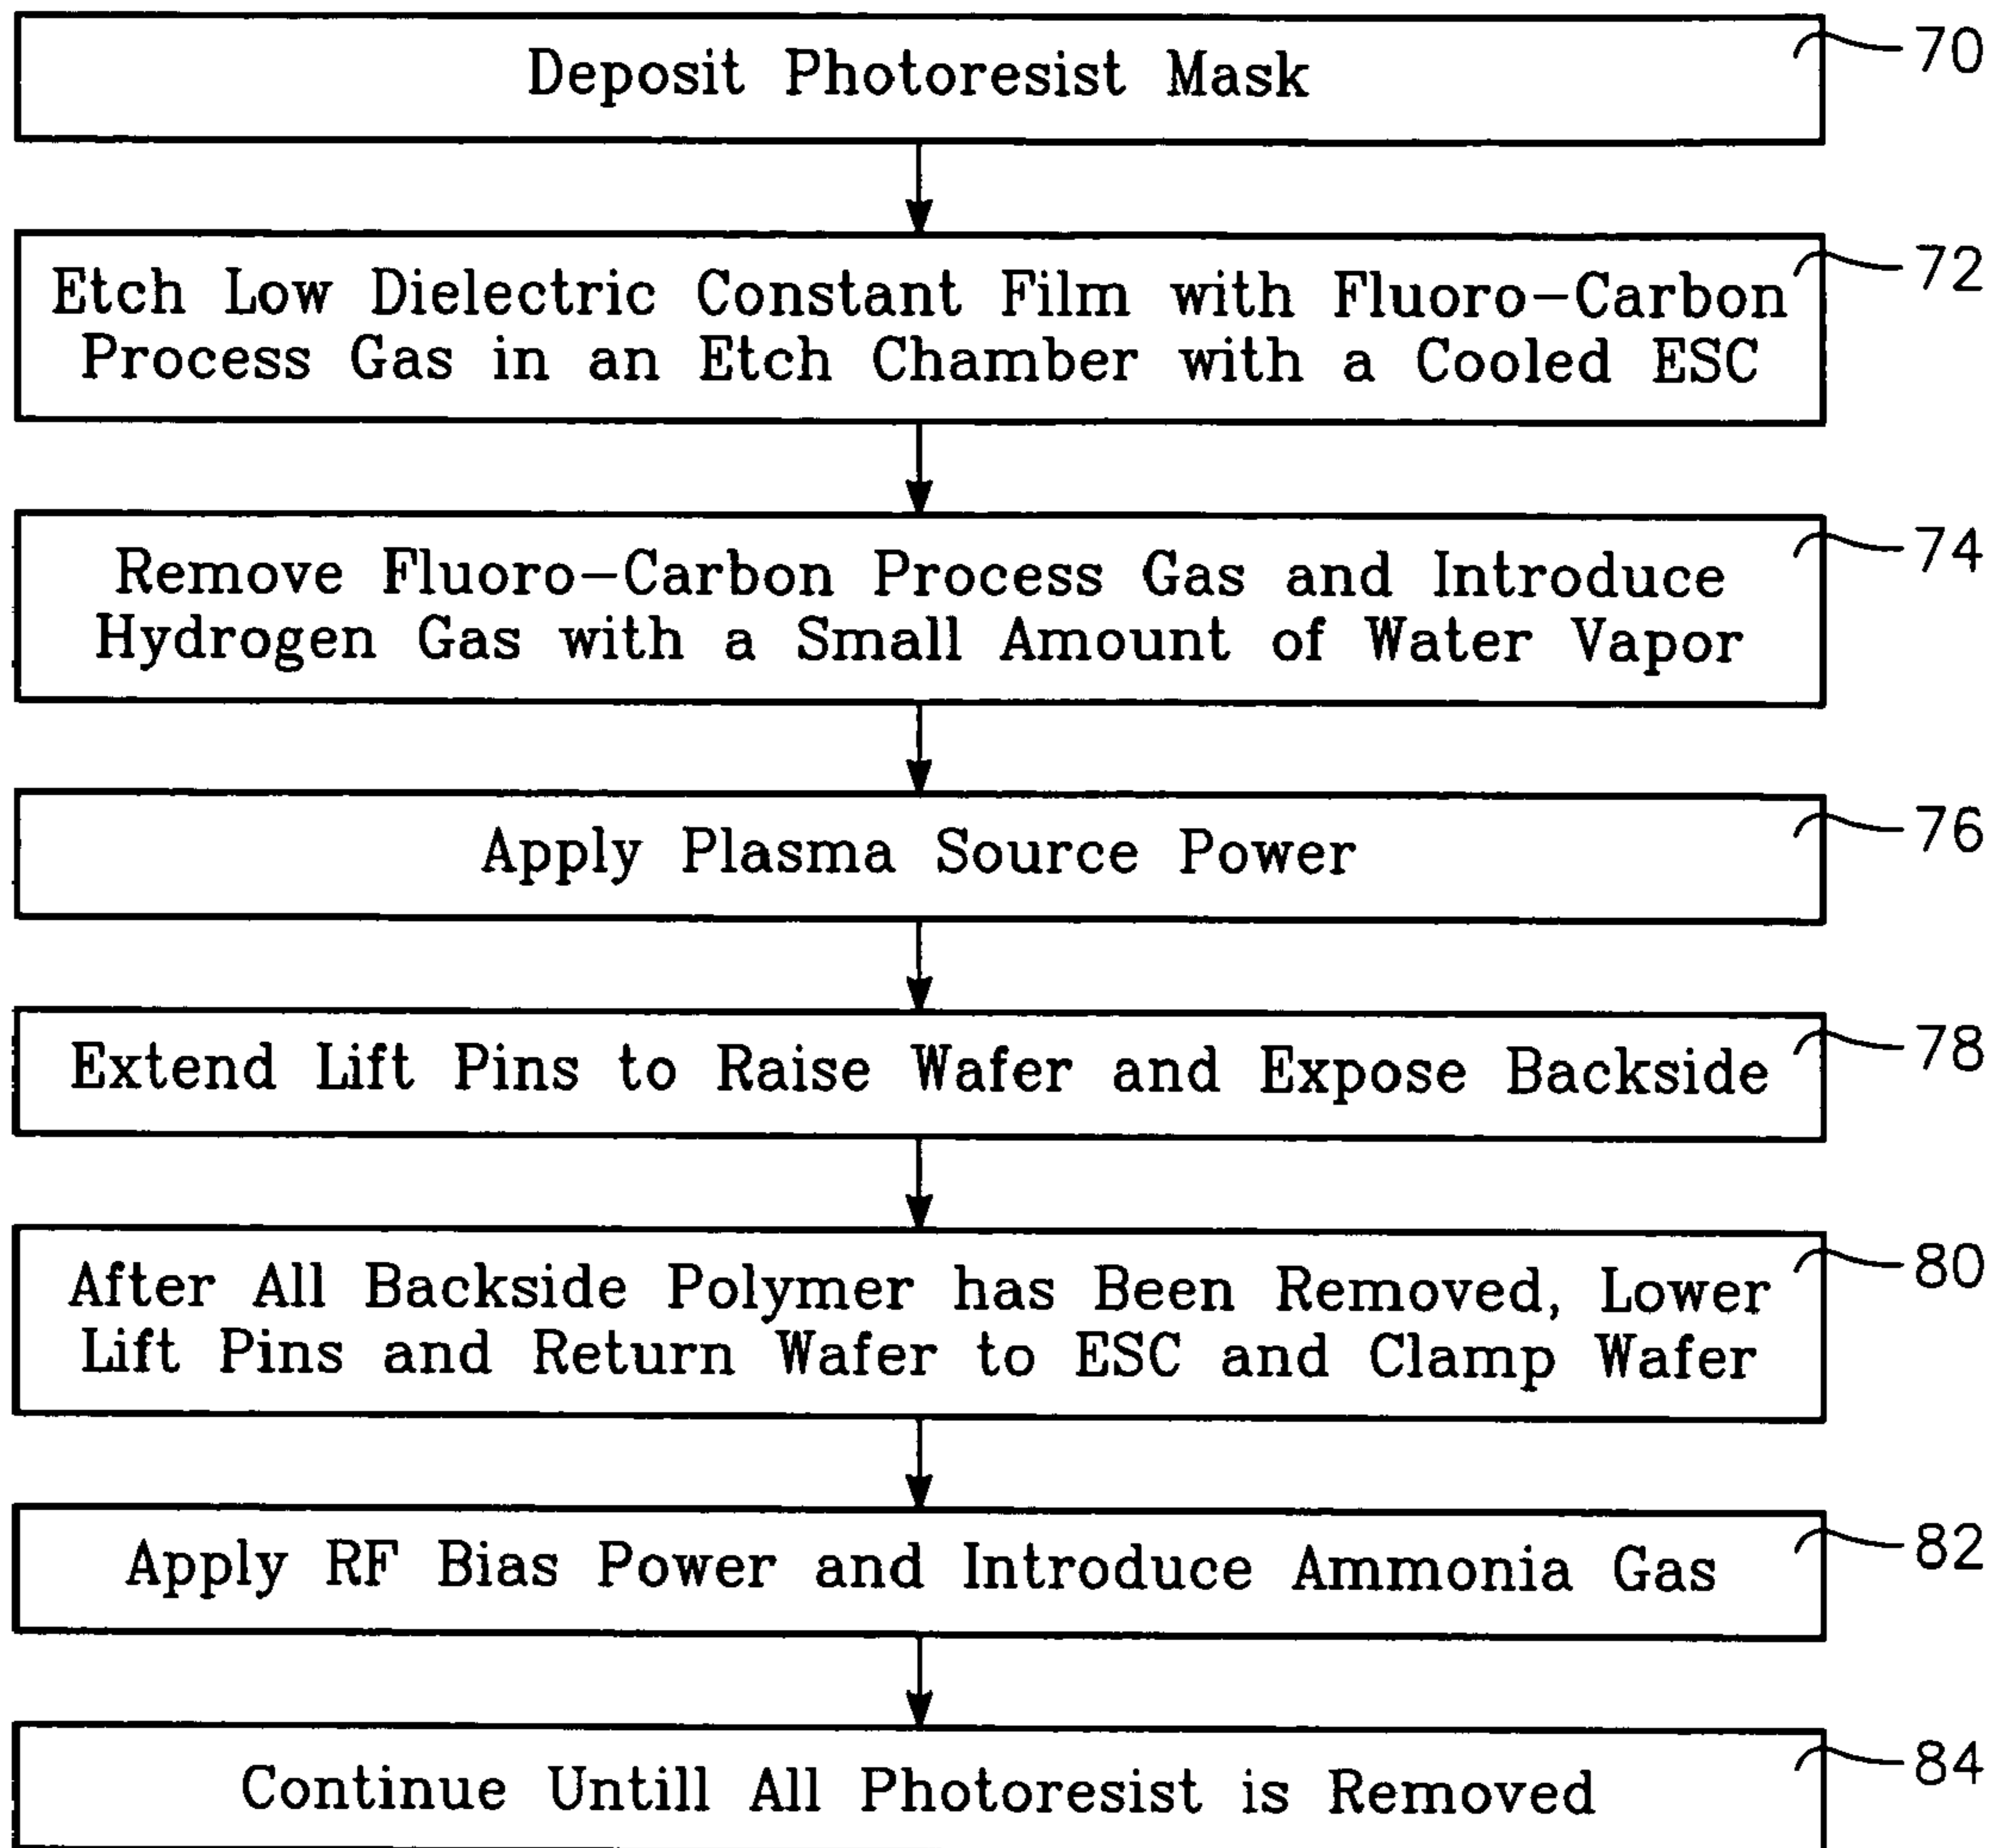 Deposit Photoresist Mask
70
Etch Low Dielectric Constant Film with Fluoro-Carbon
Process Gas in an Etch Chamber with a Cooled ESC
72
Remove Fluoro-Carbon Process Gas and Introduce
Hydrogen Gas with a Small Amount of Water Vapor
74
Apply Plasma Source Power
76
Extend Lift Pins to Raise Wafer and Expose Backside
78
After All Backside Polymer has Been Removed, Lower
Lift Pins and Return Wafer to ESC and Clamp Wafer
80
Apply RF Bias Power and Introduce Ammonia Gas
82
Continue Untill All Photoresist is Removed
84